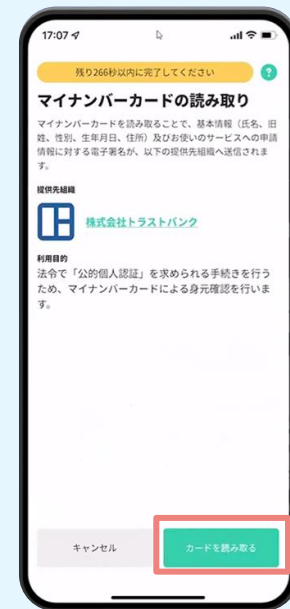 17:07
残り266秒以内に完了してください
?
マイナンバーカードの読み取り
マイナンバーカードを読み取ることで、基本情報（氏名、旧
姓、性別、生年月日、住所）及びお使いのサービスへの申請
情報に対する電子署名が、以下の提供先組織へ送信されま
す。
提供先組織
株式会社トラストバンク
利用目的
法令で「公的個人認証」を求められる手続きを行う
ため、マイナンバーカードによる身元確認を行いま
す。
キャンセル
カードを読み取る